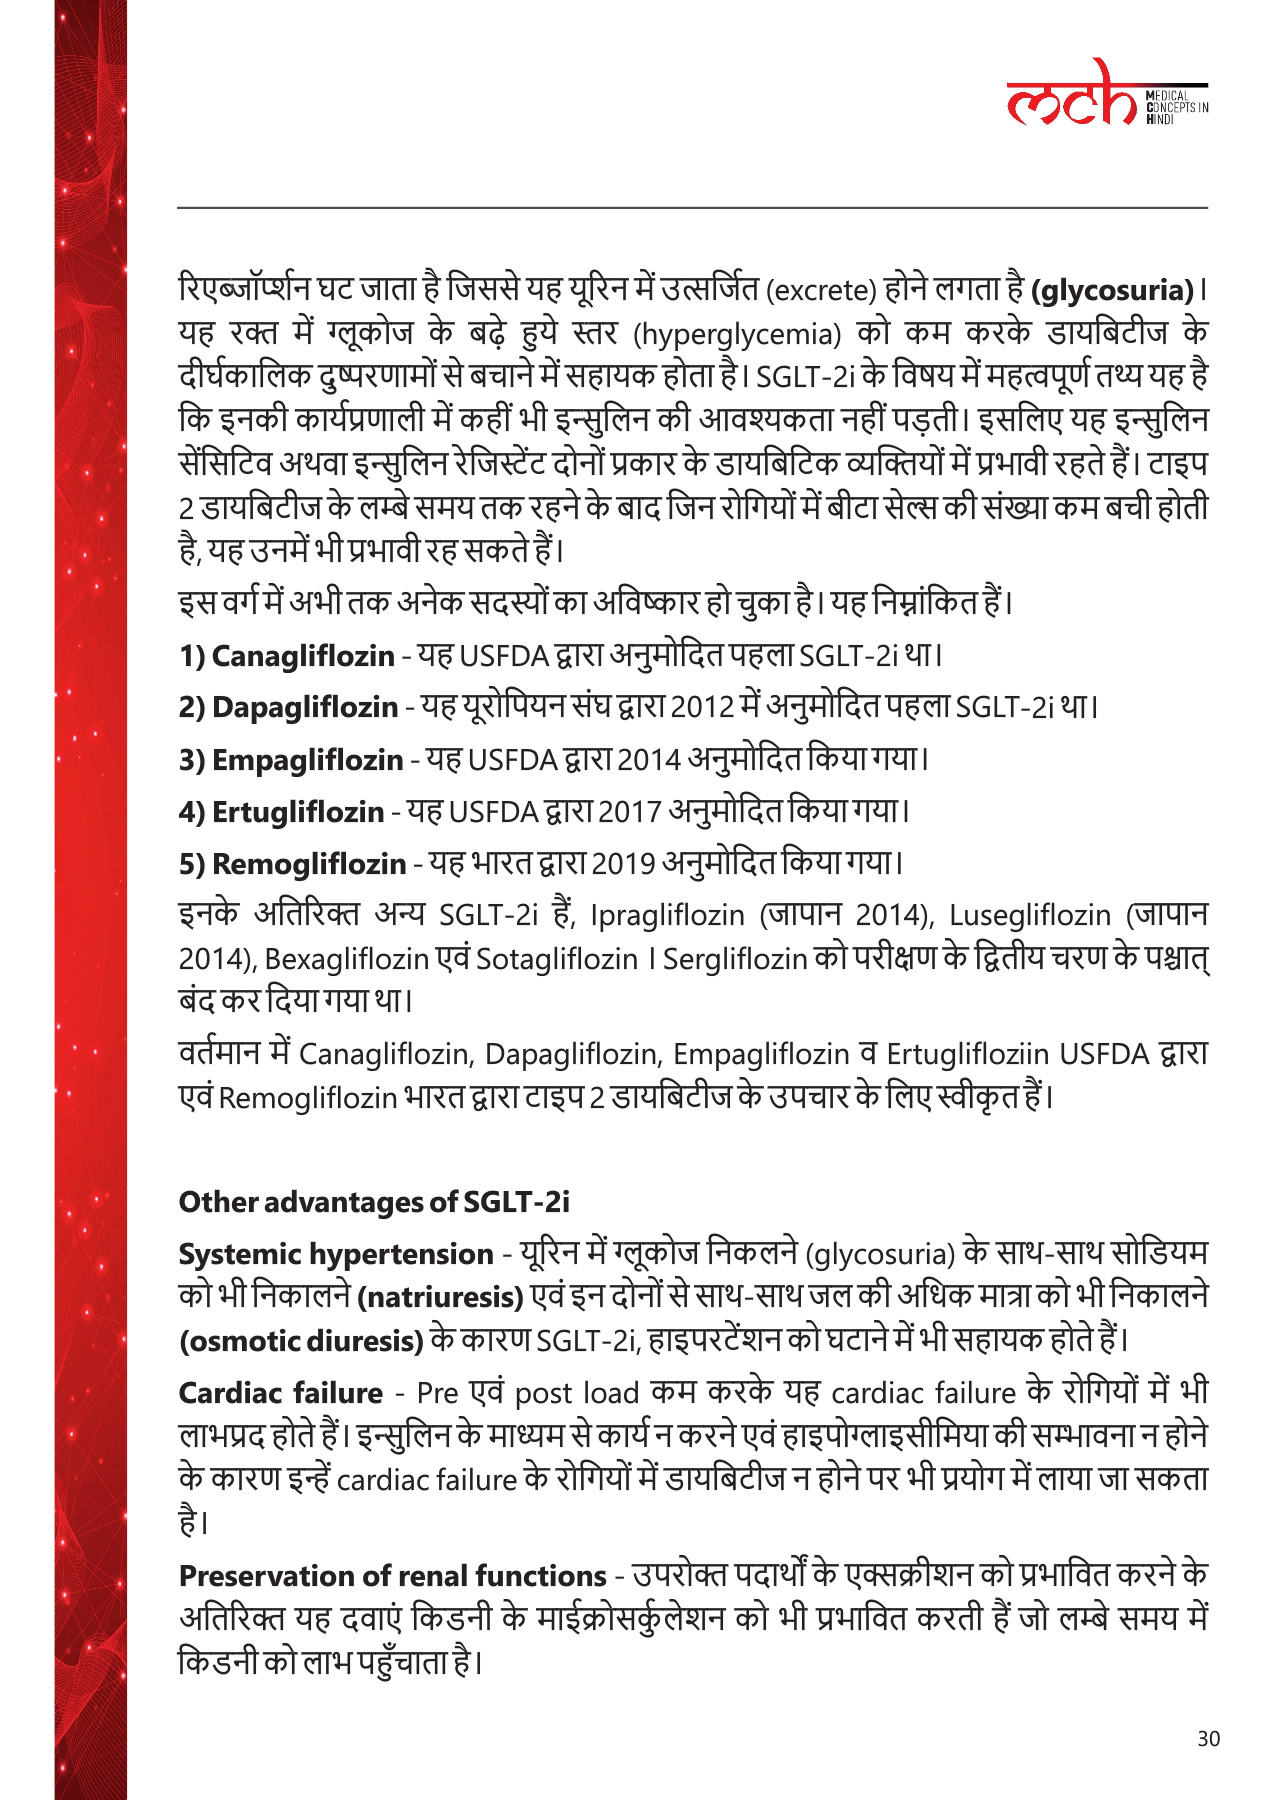 mch MEDICAL
CONCEPTS IN
HINDI
रिएब्जॉर्प्शन घट जाता है जिससे यह यूरिन में उत्सर्जित (excrete) होने लगता है (glycosuria)।
यह रक्त में ग्लूकोज के बढ़े हुये स्तर (hyperglycemia) को कम करके डायबिटीज के
दीर्घकालिक दुष्परणामों से बचाने में सहायक होता है। SGLT-2i के विषय में महत्वपूर्ण तथ्य यह है
कि इनकी कार्यप्रणाली में कहीं भी इन्सुलिन की आवश्यकता नहीं पड़ती। इसलिए यह इन्सुलिन
सेंसिटिव अथवा इन्सुलिन रेजिस्टेंट दोनों प्रकार के डायबिटिक व्यक्तियों में प्रभावी रहते हैं। टाइप
2 डायबिटीज के लम्बे समय तक रहने के बाद जिन रोगियों में बीटा सेल्स की संख्या कम बची होती
है, यह उनमें भी प्रभावी रह सकते हैं।
इस वर्ग में अभी तक अनेक सदस्यों का अविष्कार हो चुका है। यह निम्नांकित हैं।
1) Canagliflozin - यह USFDA द्वारा अनुमोदित पहला SGLT-2i था।
2) Dapagliflozin - यह यूरोपियन संघ द्वारा 2012 में अनुमोदित पहला SGLT-2i था।
3) Empagliflozin - यह USFDA द्वारा 2014 अनुमोदित किया गया।
4) Ertugliflozin - यह USFDA द्वारा 2017 अनुमोदित किया गया।
5) Remogliflozin - यह भारत द्वारा 2019 अनुमोदित किया गया।
इनके अतिरिक्त अन्य SGLT-2i हैं, Ipragliflozin (जापान 2014), Lusegliflozin (जापान
2014), Bexagliflozin एवं Sotagliflozin । Sergliflozin को परीक्षण के द्वितीय चरण के पश्चात्
बंद कर दिया गया था।
वर्तमान में Canagliflozin, Dapagliflozin, Empagliflozin व Ertuglifloziin USFDA द्वारा
एवं Remogliflozin भारत द्वारा टाइप 2 डायबिटीज के उपचार के लिए स्वीकृत हैं।
Other advantages of SGLT-2i
Systemic hypertension - यूरिन में ग्लूकोज निकलने (glycosuria) के साथ-साथ सोडियम
को भी निकालने (natriuresis) एवं इन दोनों से साथ-साथ जल की अधिक मात्रा को भी निकालने
(osmotic diuresis) के कारण SGLT-2i, हाइपरटेंशन को घटाने में भी सहायक होते हैं।
Cardiac failure - Pre एवं post load कम करके यह cardiac failure के रोगियों में भी
लाभप्रद होते हैं। इन्सुलिन के माध्यम से कार्य न करने एवं हाइपोग्लाइसीमिया की सम्भावना न होने
के कारण इन्हें cardiac failure के रोगियों में डायबिटीज न होने पर भी प्रयोग में लाया जा सकता
है।
Preservation of renal functions - उपरोक्त पदार्थों के एक्सक्रीशन को प्रभावित करने के
अतिरिक्त यह दवाएं किडनी के माईक्रोसर्कुलेशन को भी प्रभावित करती हैं जो लम्बे समय में
किडनी को लाभ पहुँचाता है।
30